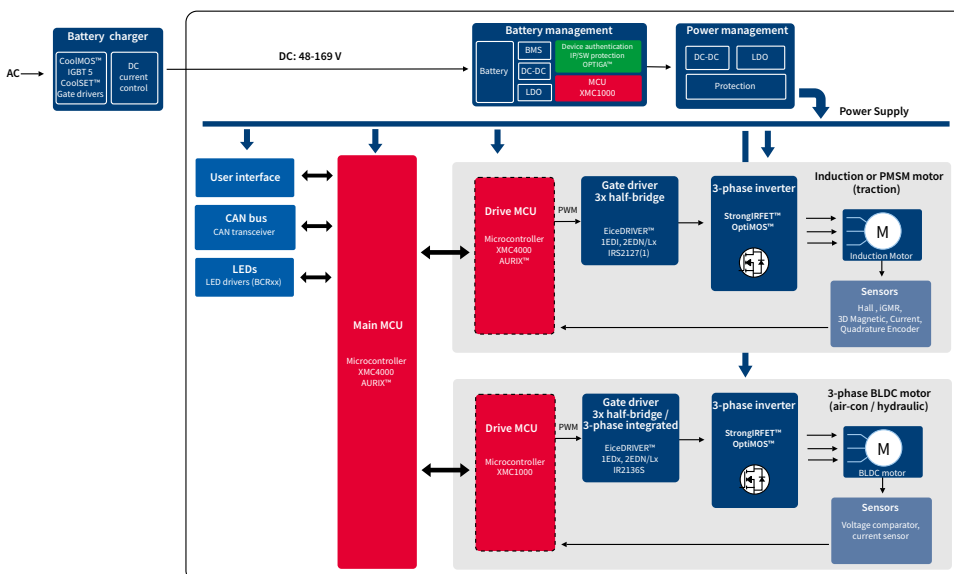 Battery charger
CoolMOS™
IGBT 5
CoolSET™
Gate drivers
DC
current
control
AC
DC: 48-169 V
Battery management
Battery
BMS
DC-DC
LDO
Device authentication
IP/SW protection
OPTIGA™
MCU
XMC1000
Power management
DC-DC
LDO
Protection
Power Supply
User interface
CAN bus
CAN transceiver
LEDs
LED drivers (BCRxx)
Main MCU
Microcontroller
XMC4000
AURIX™
Drive MCU
Microcontroller
XMC4000
AURIX™
PWM
Gate driver
3x half-bridge
EiceDRIVER™
1EDI, 2EDN/Lx
IRS2127(1)
3-phase inverter
StrongIRFET™
OptiMOS™
Induction or PMSM motor
(traction)
M
Induction Motor
Sensors
Hall , iGMR,
3D Magnetic, Current,
Quadrature Encoder
Drive MCU
Microcontroller
XMC1000
PWM
Gate driver
3x half-bridge /
3-phase integrated
EiceDRIVER™
1EDx, 2EDN/Lx
IR2136S
3-phase inverter
StrongIRFET™
OptiMOS™
3-phase BLDC motor
(air-con / hydraulic)
M
BLDC motor
Sensors
Voltage comparator,
current sensor